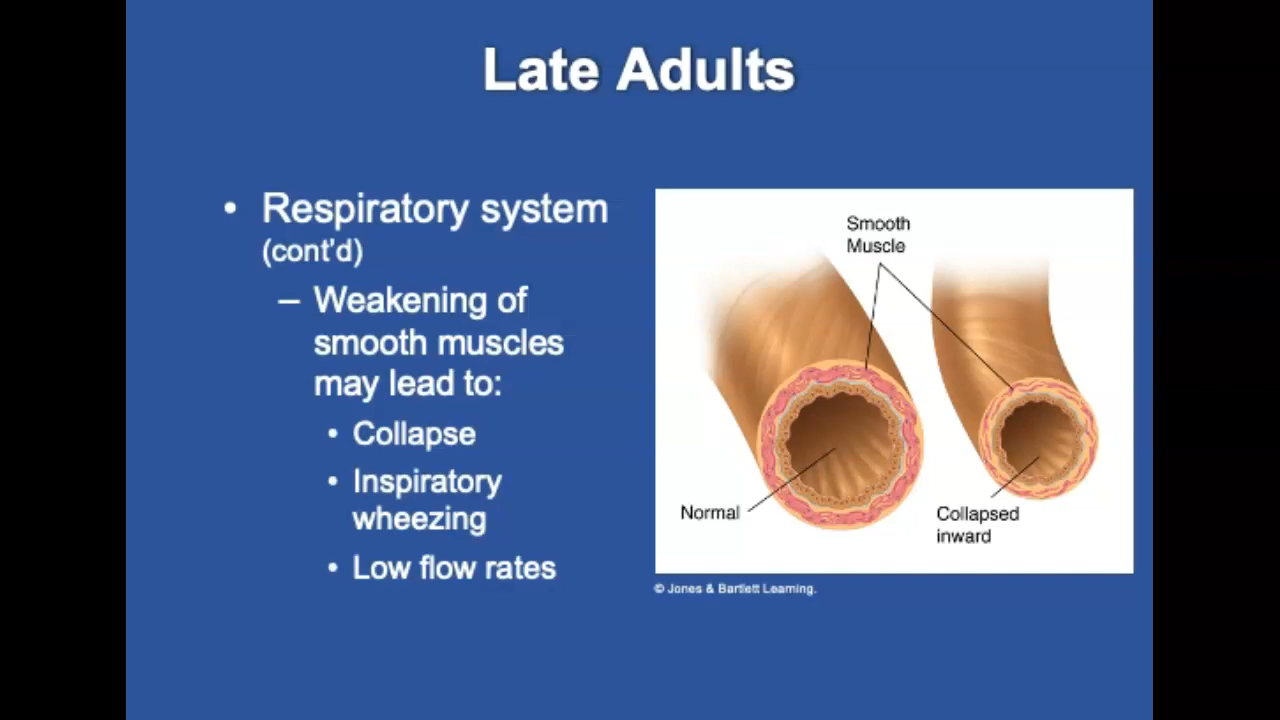 Late Adults
• Respiratory system
(cont’d)
– Weakening of
smooth muscles
may lead to:
• Collapse
• Inspiratory
wheezing
• Low flow rates
Smooth
Muscle
Normal
Collapsed
inward
© Jones & Bartlett Learning.